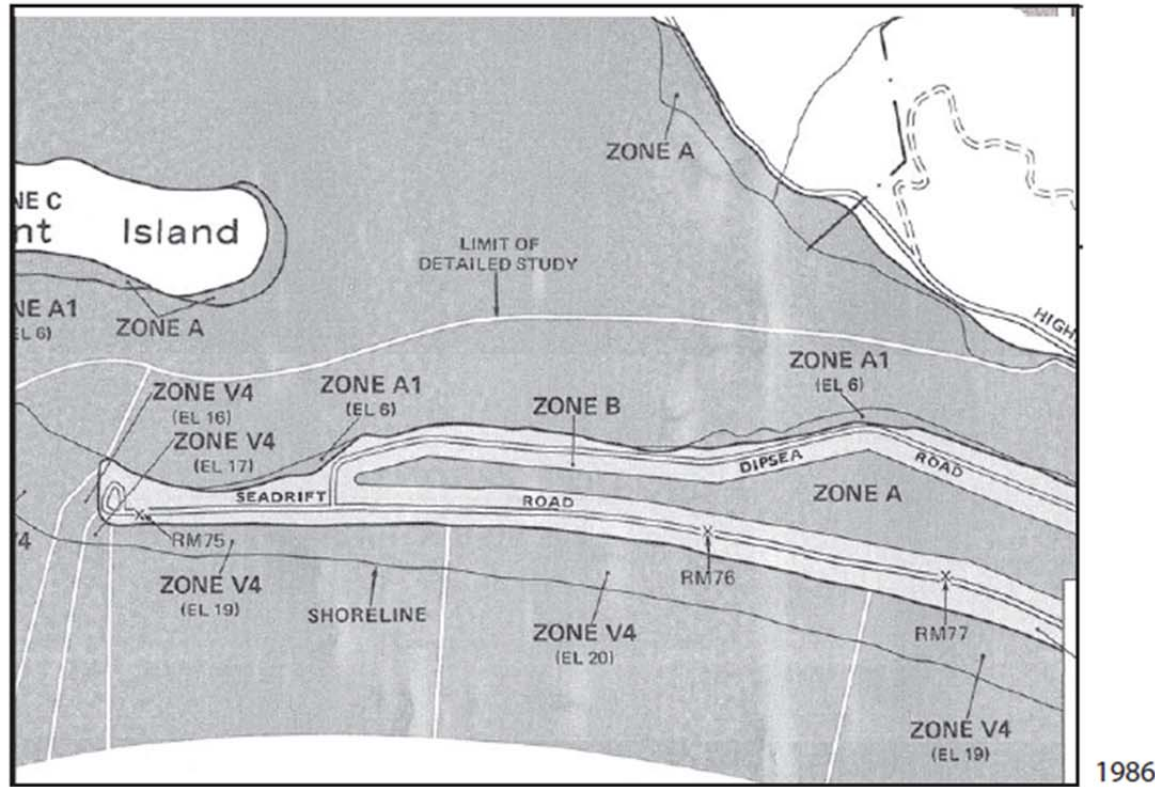 ZONE A
NE C
nt Island
LIMIT OF
DETAILED STUDY
NE A1
EL 6)
ZONE A
HIGH
ZONE A1
(EL 6)
ZONE V4
(EL 16)
ZONE A1
(EL 6)
ZONE B
ZONE V4
(EL 17)
DIPSEA ROAD
SEADRIFT ROAD
ZONE A
RM75
4
ZONE V4
(EL 19)
SHORELINE
RM76
ZONE V4
(EL 20)
RM77
ZONE V4
(EL 19)
1986